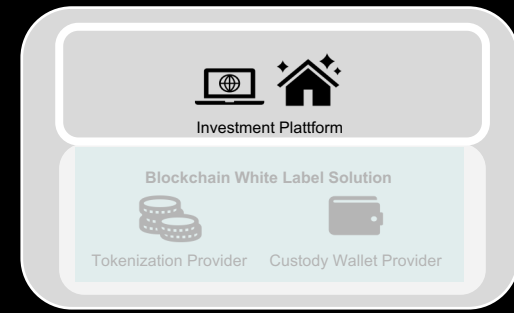 Investment Plattform
Blockchain White Label Solution
Tokenization Provider Custody Wallet Provider